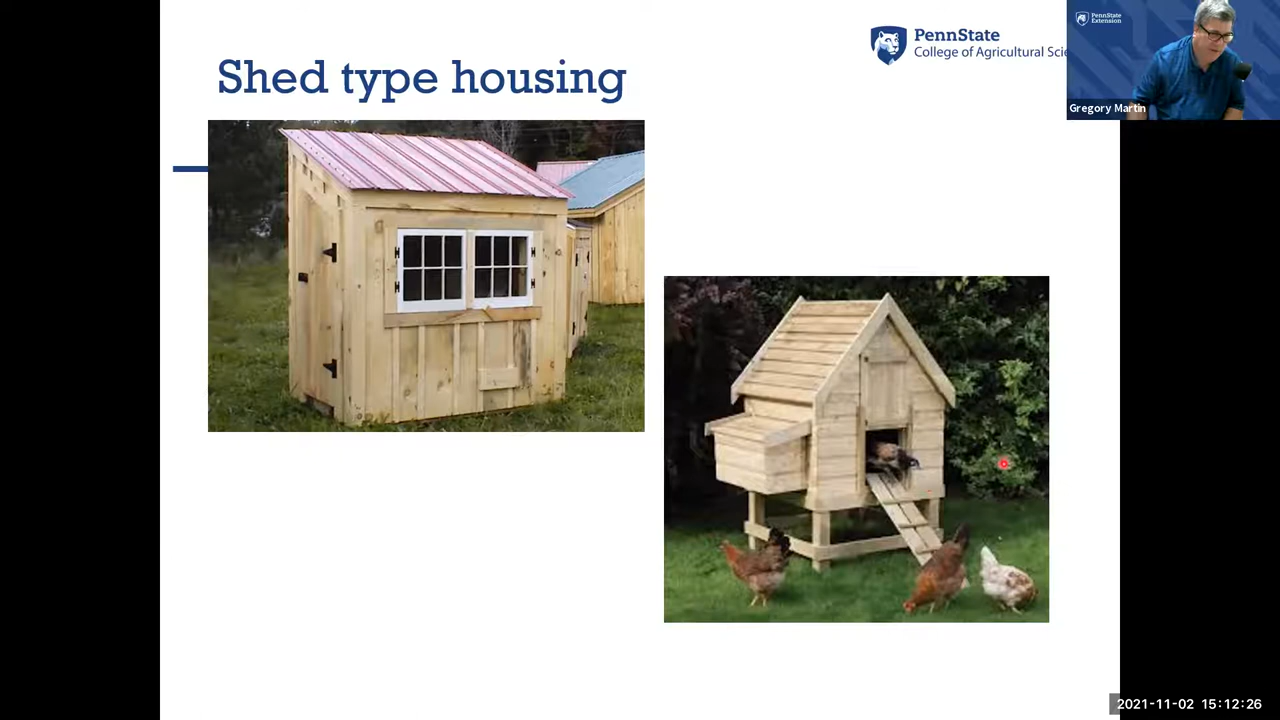 Shed type housing
PennState
College of Agricultural Scie
PennState
Extension
Gregory Martin
2021-11-02 15:12:26